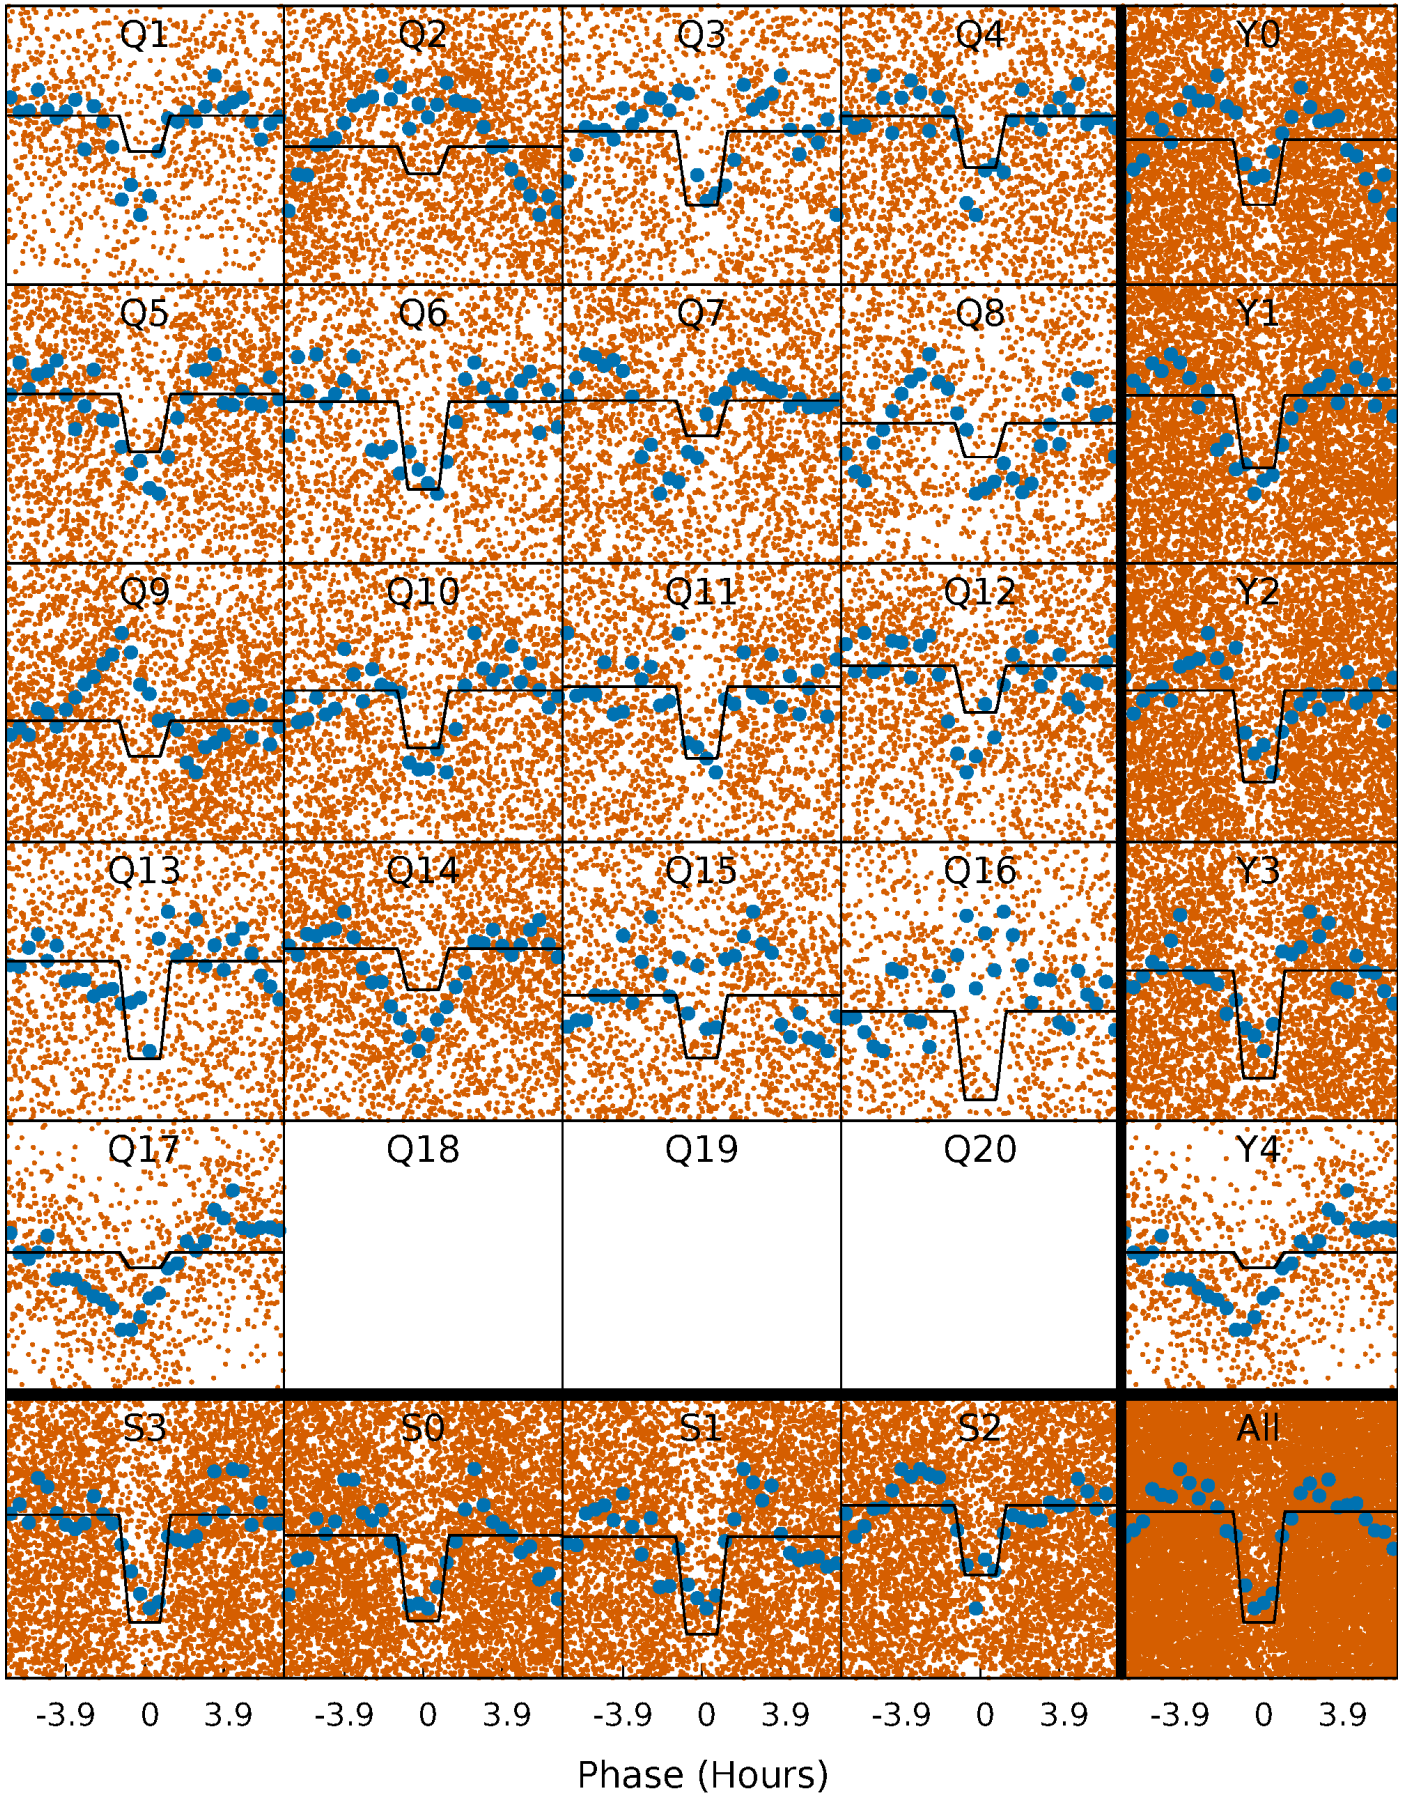 Q1 Q2 Q3 Q4 Y0
Q5 Q6 Q7 Q8 Y1
Q9 Q10 Q11 Q12 Y2
Q13 Q14 Q15 Q16 Y3
Q17 Q18 Q19 Q20 Y4
S3 S0 S1 S2 All
-3.9 0 3.9 -3.9 0 3.9 -3.9 0 3.9 -3.9 0 3.9 -3.9 0 3.9
Phase (Hours)